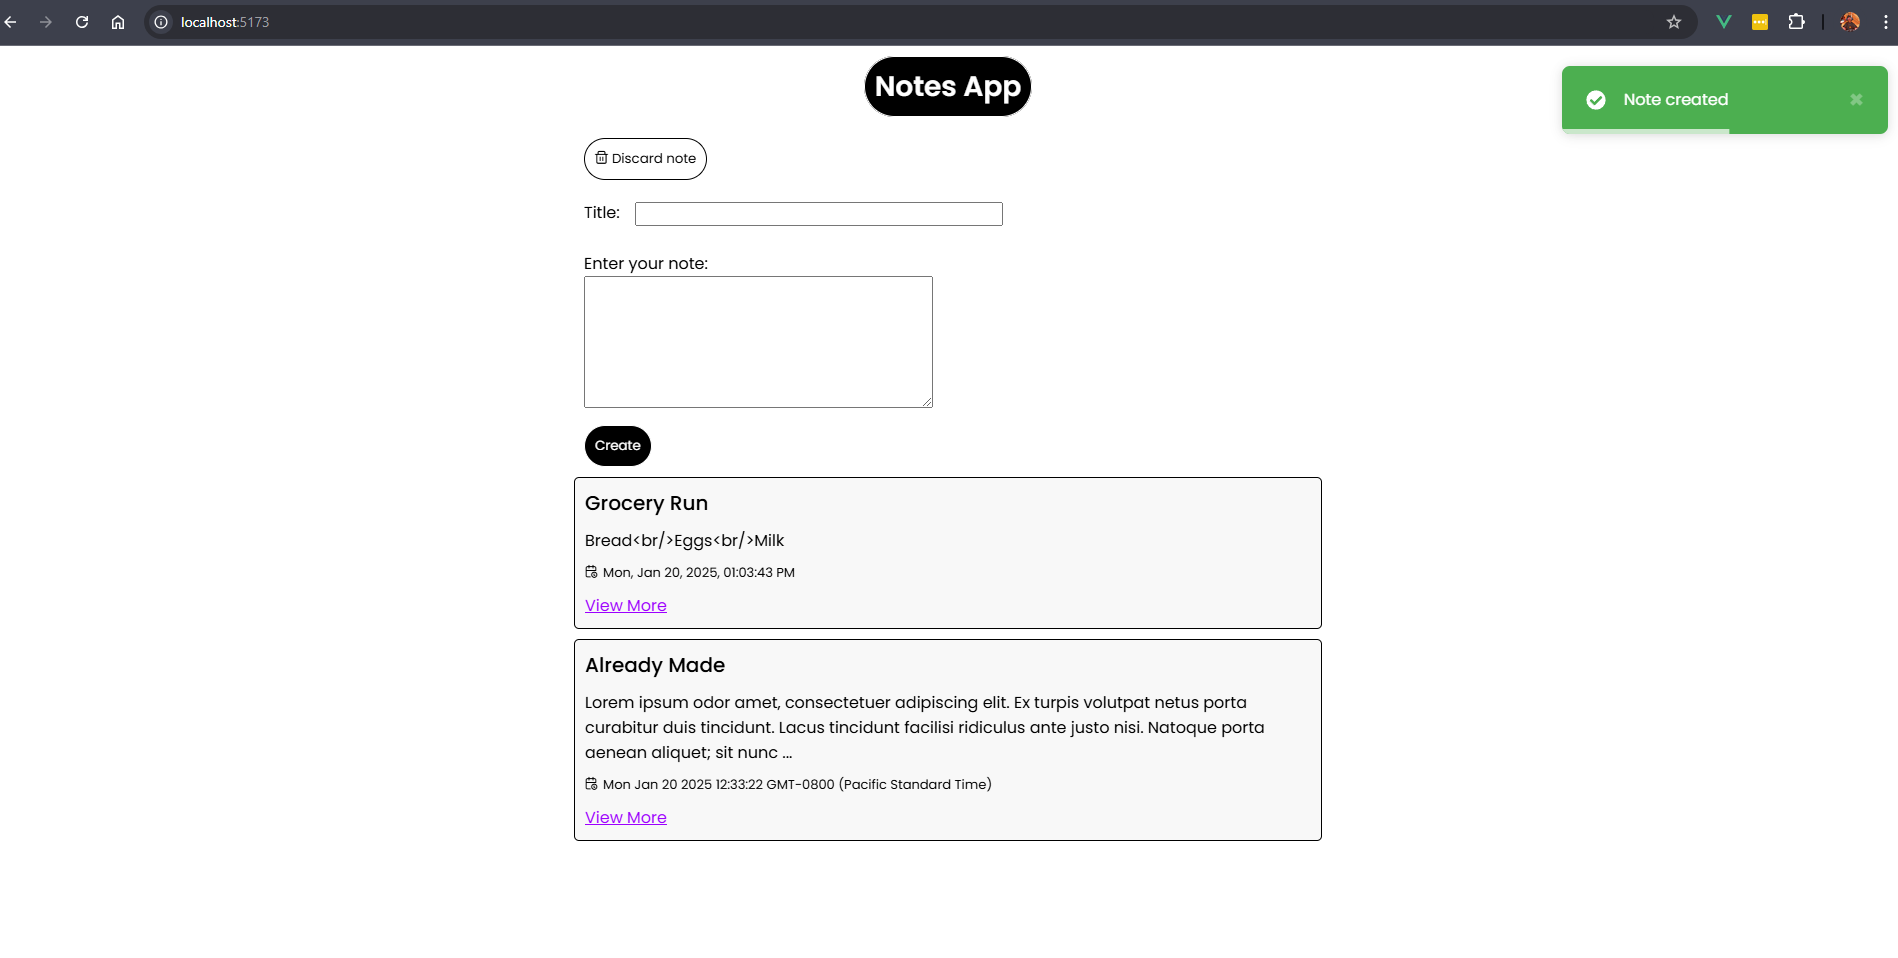 localhost:5173
Notes App
Note created
Discard note
Title:
Enter your note:
Create
Grocery Run
Bread<br/>Eggs<br/>Milk
Mon, Jan 20, 2025, 01:03:43 PM
View More
Already Made
Lorem ipsum odor amet, consectetuer adipiscing elit. Ex turpis volutpat netus porta
curabitur duis tincidunt. Lacus tincidunt facilisi ridiculus ante justo nisi. Natoque porta
aenean aliquet; sit nunc ...
Mon Jan 20 2025 12:33:22 GMT-0800 (Pacific Standard Time)
View More